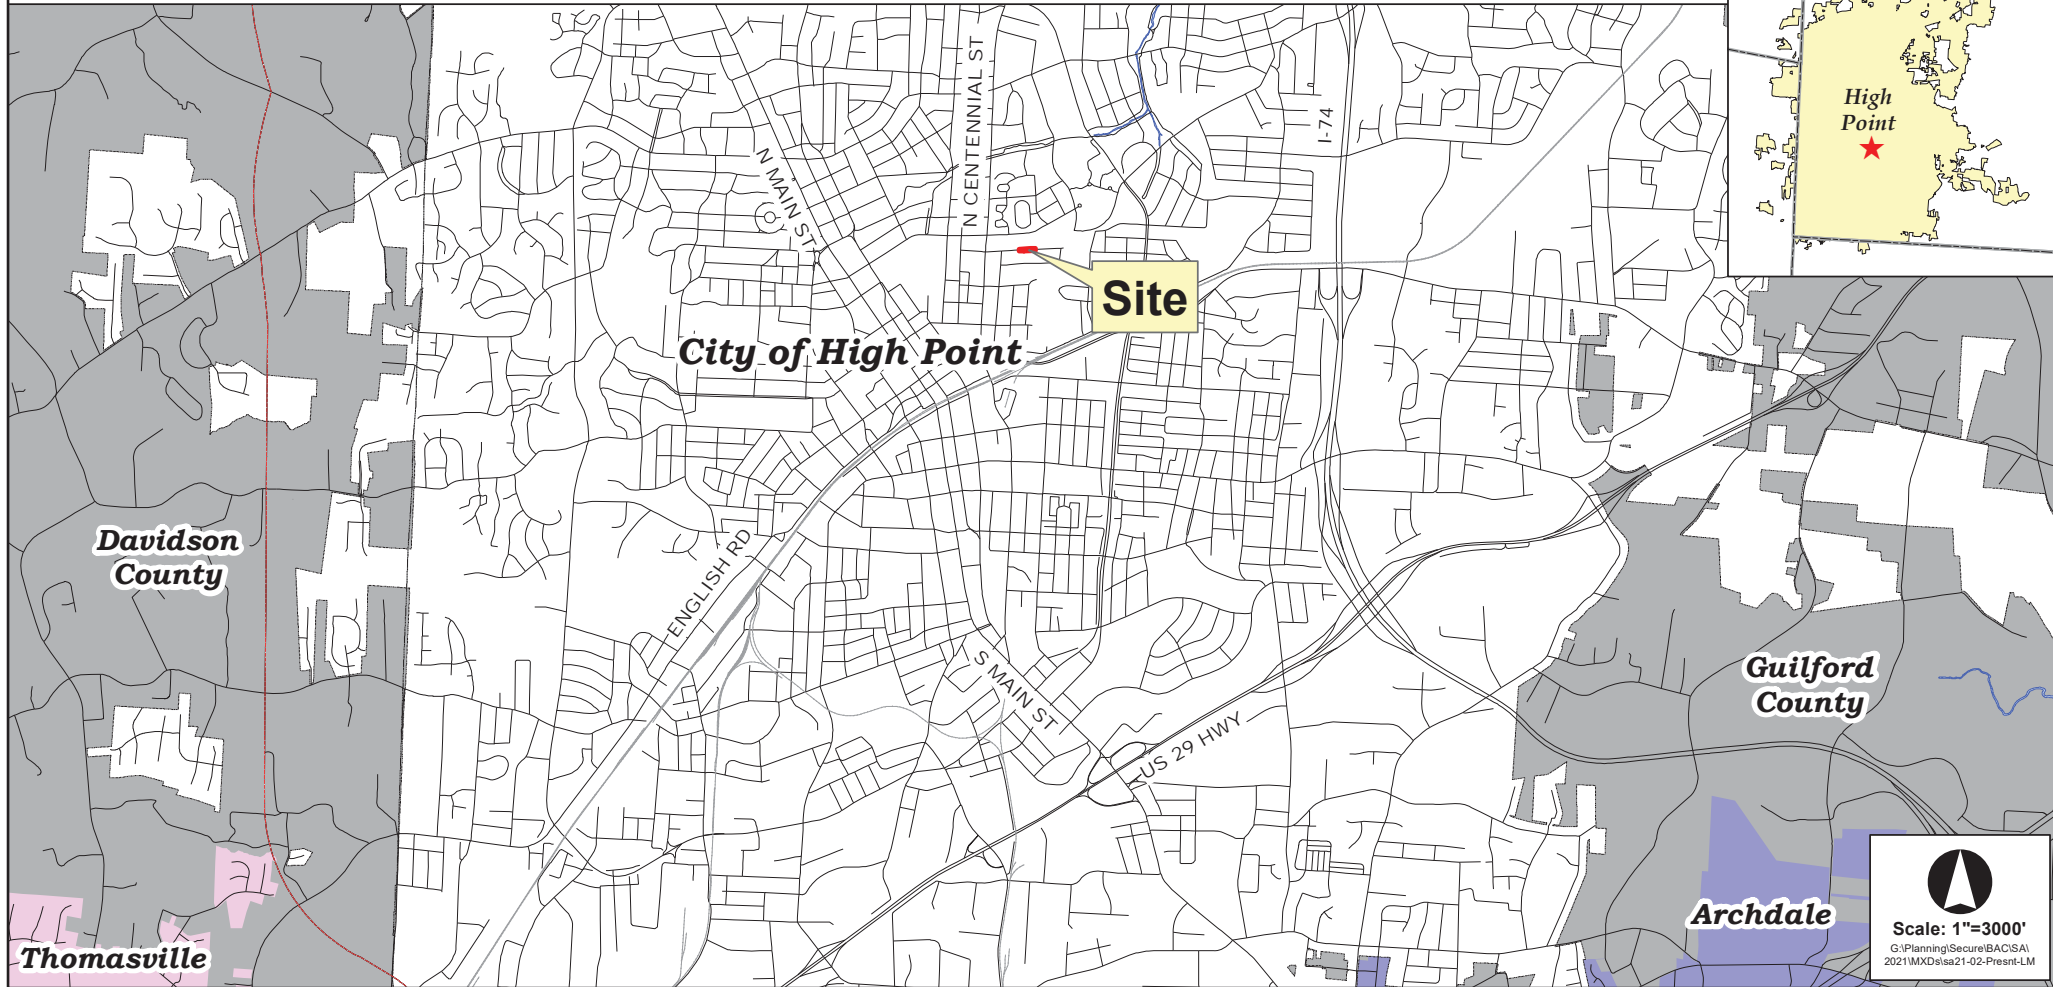 N CENTENNIAL ST
I-74
High
Point
N MAIN ST
Site
City of High Point
Davidson
County
ENGLISH RD
S MAIN ST
US 29 HWY
Guilford
County
Archdale
Thomasville
Scale: 1"=3000'
G:\Planning\Secure\BAC\SA\
2021\MXDs\sa21-02-Presnt-LM